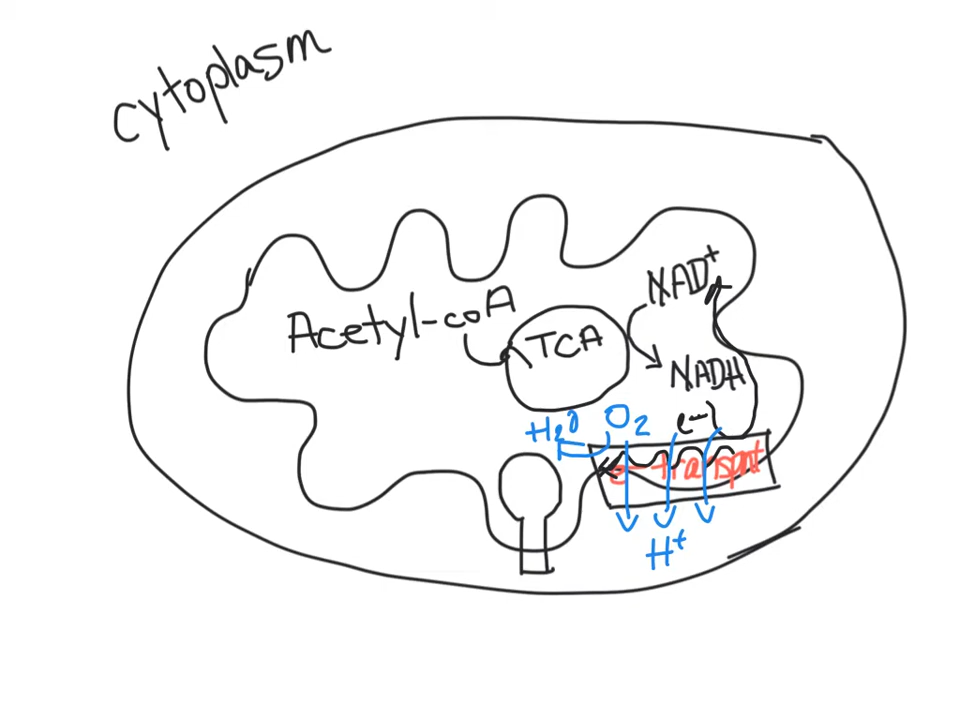 cytoplasm
NAD⁺
Acetyl-coA
TCA
NADH
H₂O
O₂
e⁻
e⁻ transport
H⁺